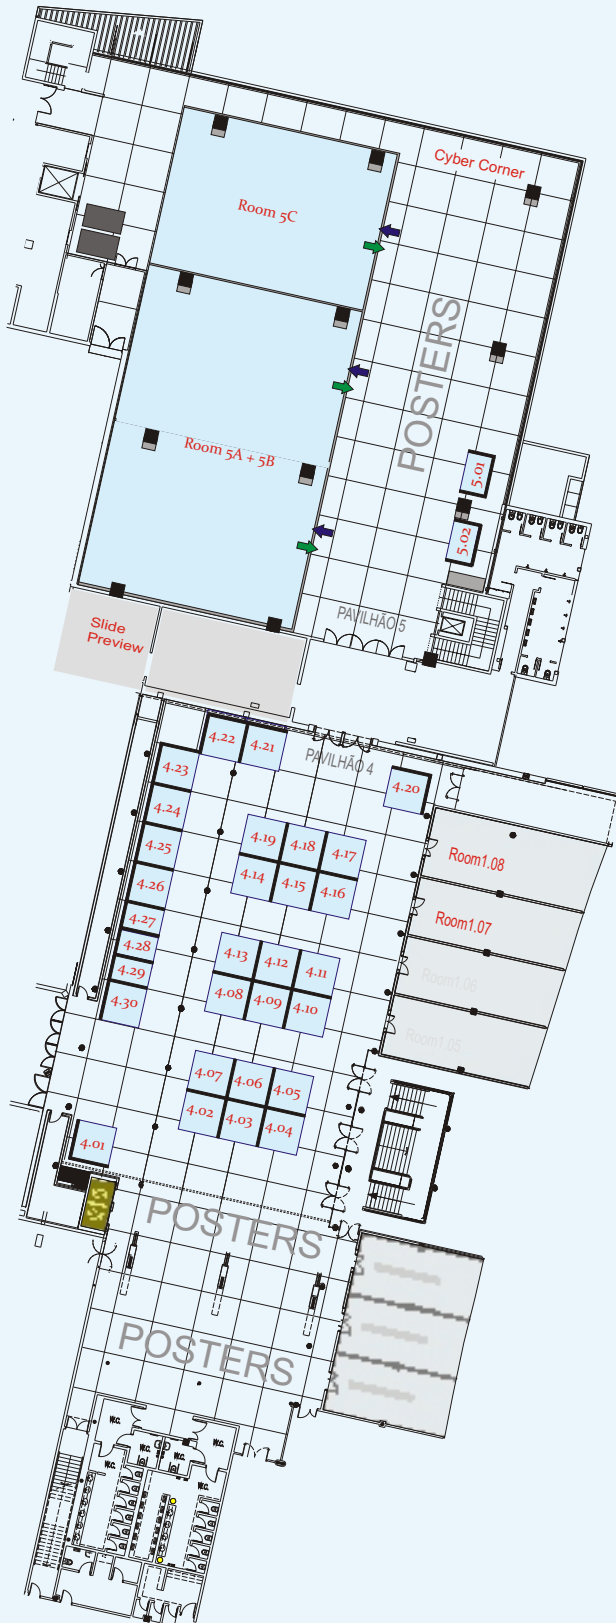 Cyber Corner
Room 5C
POSTERS
Room 5A + 5B
5.01
5.02
PAVILHÃO 5
Slide
Preview
4.22
4.21
PAVILHÃO 4
4.23
4.20
4.24
4.19
4.18
4.17
4.25
4.14
4.15
4.16
Room1.08
4.26
4.27
Room1.07
4.28
4.13
4.12
4.11
4.29
Room1.06
4.30
4.08
4.09
4.10
Room1.05
4.07
4.06
4.05
4.02
4.03
4.04
4.01
POSTERS
POSTERS
W.C.
W.C.
W.C.
W.C.
W.C.
W.C.